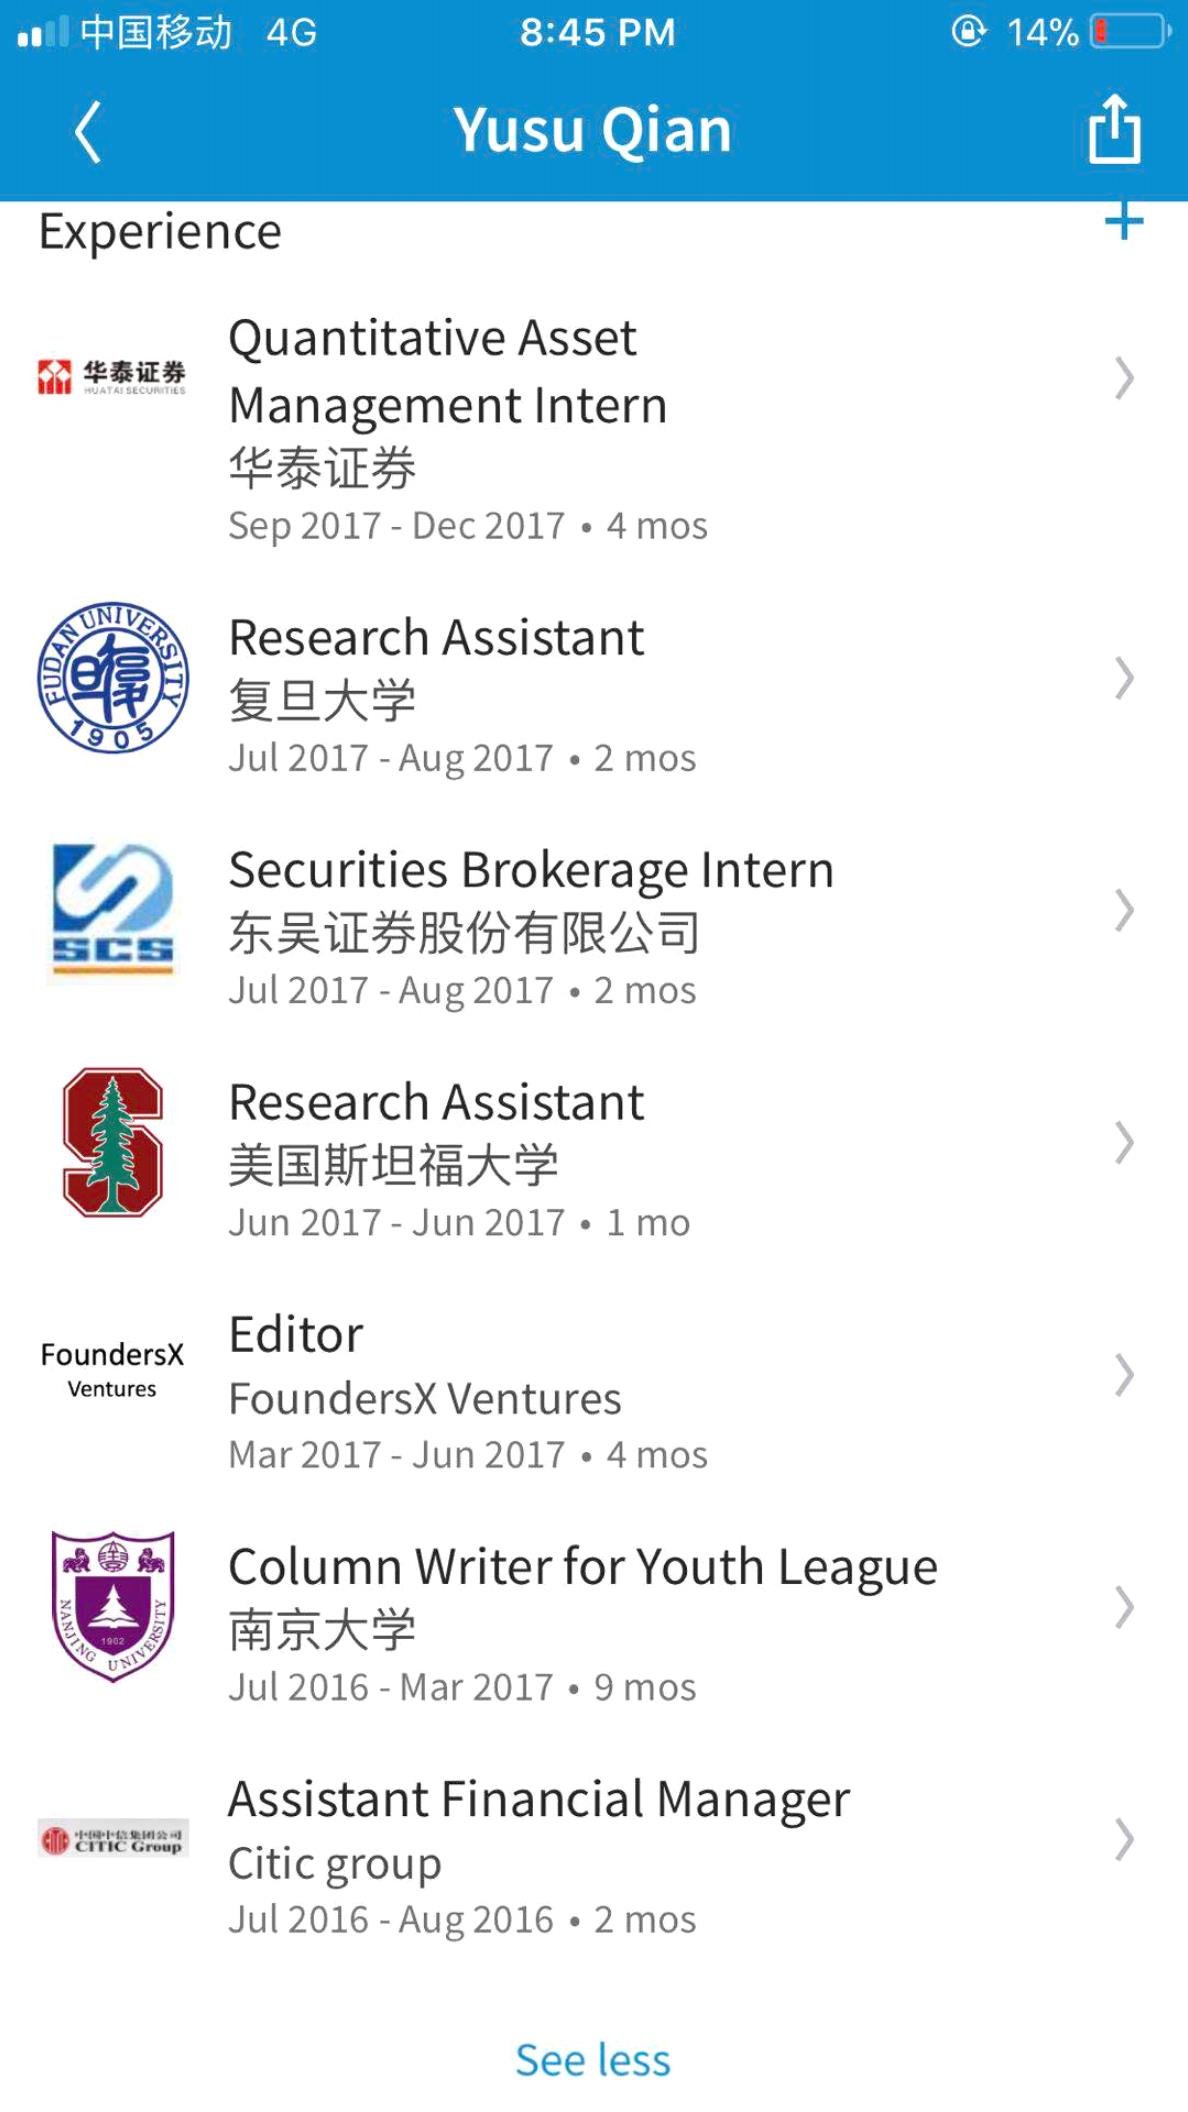 中国移动 4G 8:45 PM 14%
Yusu Qian
Experience
华泰证券
HUATAI SECURITIES
Quantitative Asset
Management Intern
华泰证券
Sep 2017 - Dec 2017 • 4 mos
FUDAN UNIVERSITY
1905
Research Assistant
复旦大学
Jul 2017 - Aug 2017 • 2 mos
SCS
Securities Brokerage Intern
东吴证券股份有限公司
Jul 2017 - Aug 2017 • 2 mos
S
Research Assistant
美国斯坦福大学
Jun 2017 - Jun 2017 • 1 mo
FoundersX
Ventures
Editor
FoundersX Ventures
Mar 2017 - Jun 2017 • 4 mos
1902
NANJING UNIVERSITY
Column Writer for Youth League
南京大学
Jul 2016 - Mar 2017 • 9 mos
中国中信集团公司
CITIC Group
Assistant Financial Manager
Citic group
Jul 2016 - Aug 2016 • 2 mos
See less